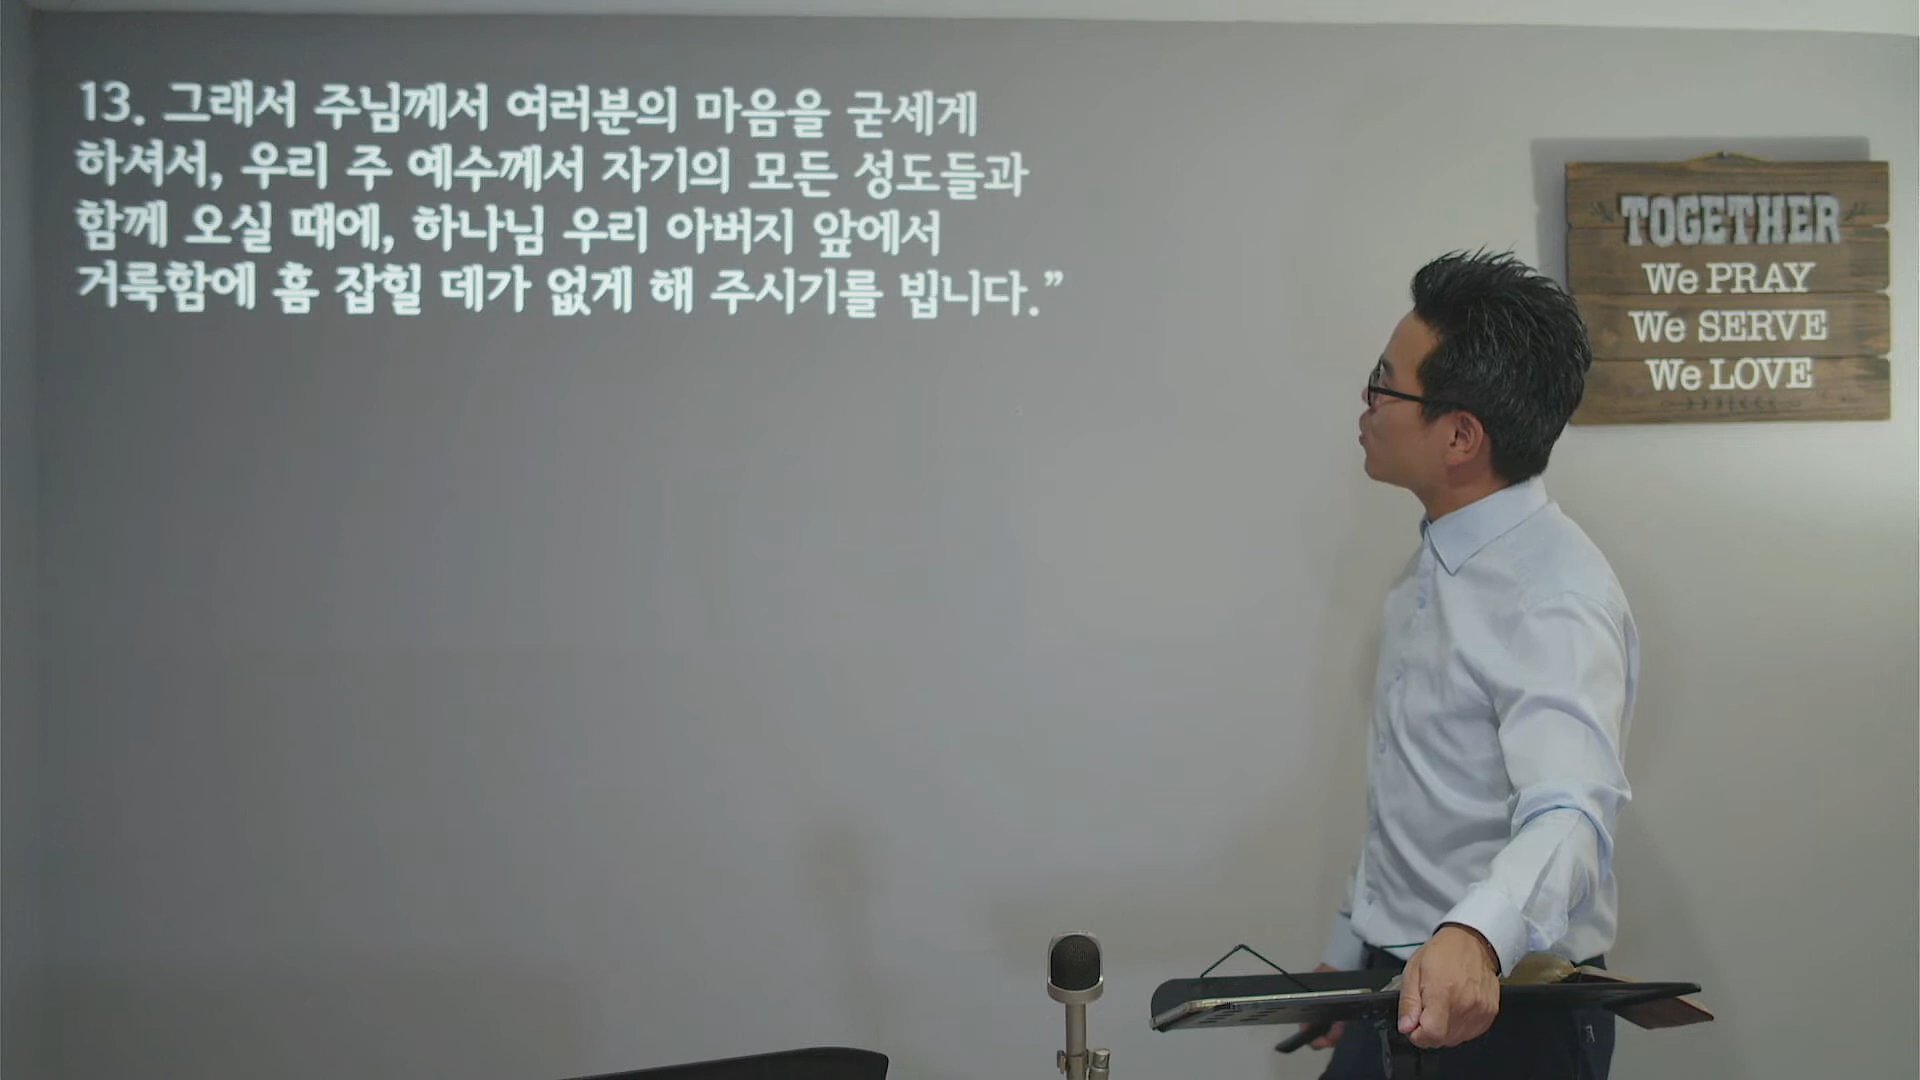 13. 그래서 주님께서 여러분의 마음을 굳세게
하셔서, 우리 주 예수께서 자기의 모든 성도들과
함께 오실 때에, 하나님 우리 아버지 앞에서
거룩함에 흠 잡힐 데가 없게 해 주시기를 빕니다.”
TOGETHER
We PRAY
We SERVE
We LOVE